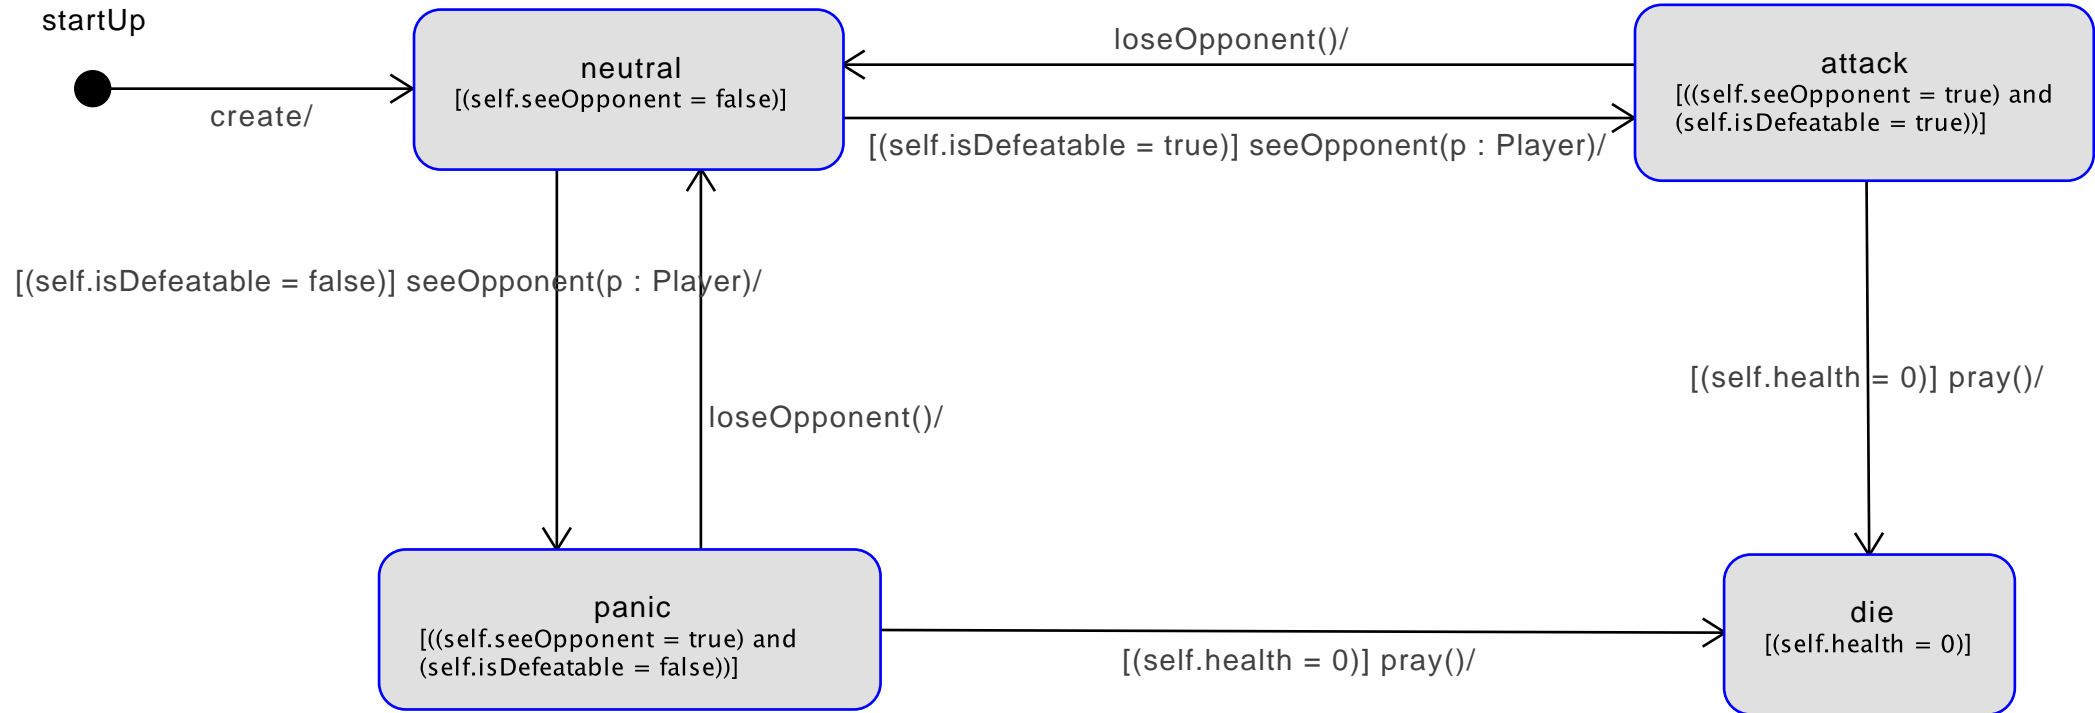 startUp
create/
neutral
[(self.seeOpponent = false)]
loseOpponent()/
[(self.isDefeatable = true)] seeOpponent(p : Player)/
attack
[((self.seeOpponent = true) and
(self.isDefeatable = true))]
[(self.isDefeatable = false)] seeOpponent(p : Player)/
loseOpponent()/
[(self.health = 0)] pray()/
panic
[((self.seeOpponent = true) and
(self.isDefeatable = false))]
[(self.health = 0)] pray()/
die
[(self.health = 0)]